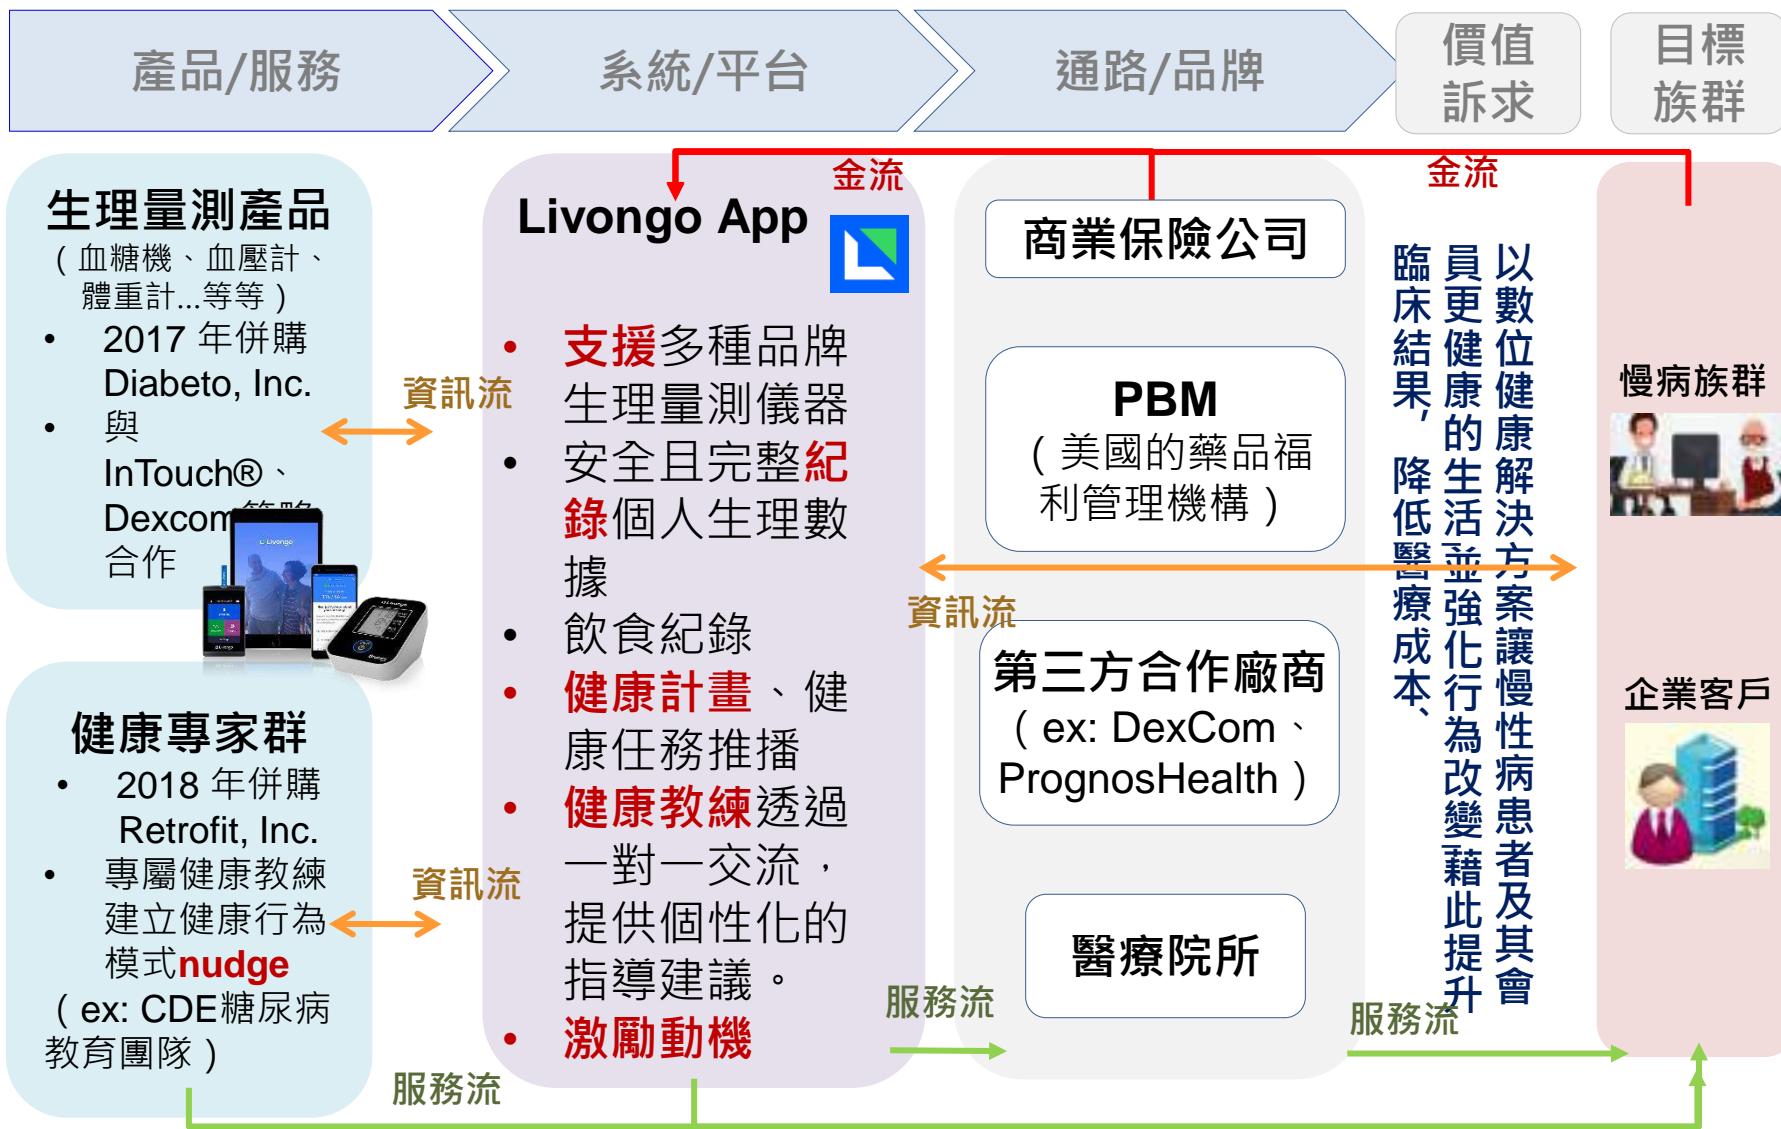 產品/服務
系統/平台
通路/品牌
價值
訴求
目標
族群
生理量測產品
（血糖機、血壓計、
體重計...等等）
• 2017 年併購
Diabeto, Inc.
• 與
InTouch®、
Dexcom策略
合作
健康專家群
• 2018 年併購
Retrofit, Inc.
• 專屬健康教練
建立健康行為
模式nudge
（ex: CDE糖尿病
教育團隊）
資訊流
資訊流
服務流
Livongo App
• 支援多種品牌
生理量測儀器
• 安全且完整紀
錄個人生理數
據
• 飲食紀錄
• 健康計畫、健
康任務推播
• 健康教練透過
一對一交流，
提供個性化的
指導建議。
• 激勵動機
金流
商業保險公司
PBM
（美國的藥品福
利管理機構）
資訊流
第三方合作廠商
（ex: DexCom、
PrognosHealth）
醫療院所
服務流
金流
以數位健康解決方案讓慢性病患者及其會
員更健康的生活,並強化行為改變,藉此提升
臨床結果, 降低醫療成本、
服務流
慢病族群
企業客戶